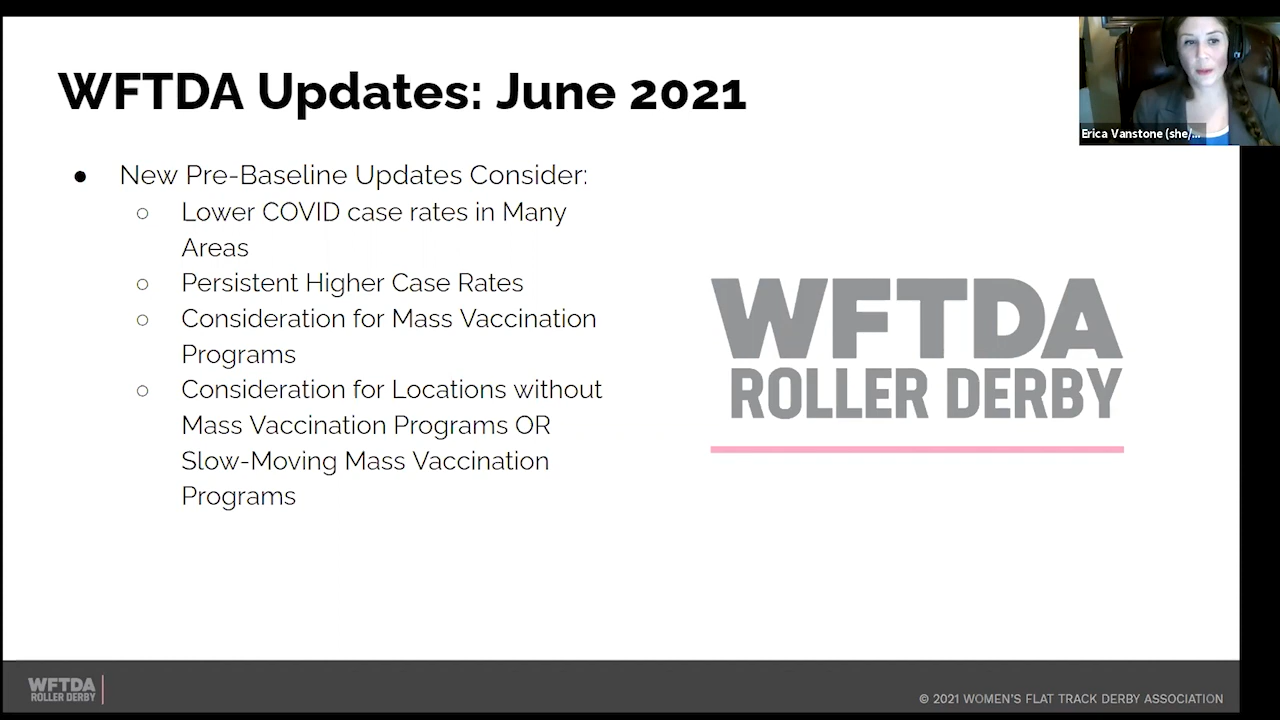 WFTDA Updates: June 2021
Erica Vanstone (she/...
● New Pre-Baseline Updates Consider:
○ Lower COVID case rates in Many
Areas
○ Persistent Higher Case Rates
○ Consideration for Mass Vaccination
Programs
○ Consideration for Locations without
Mass Vaccination Programs OR
Slow-Moving Mass Vaccination
Programs
WFTDA
ROLLER DERBY
WFTDA
ROLLER DERBY
© 2021 WOMEN'S FLAT TRACK DERBY ASSOCIATION